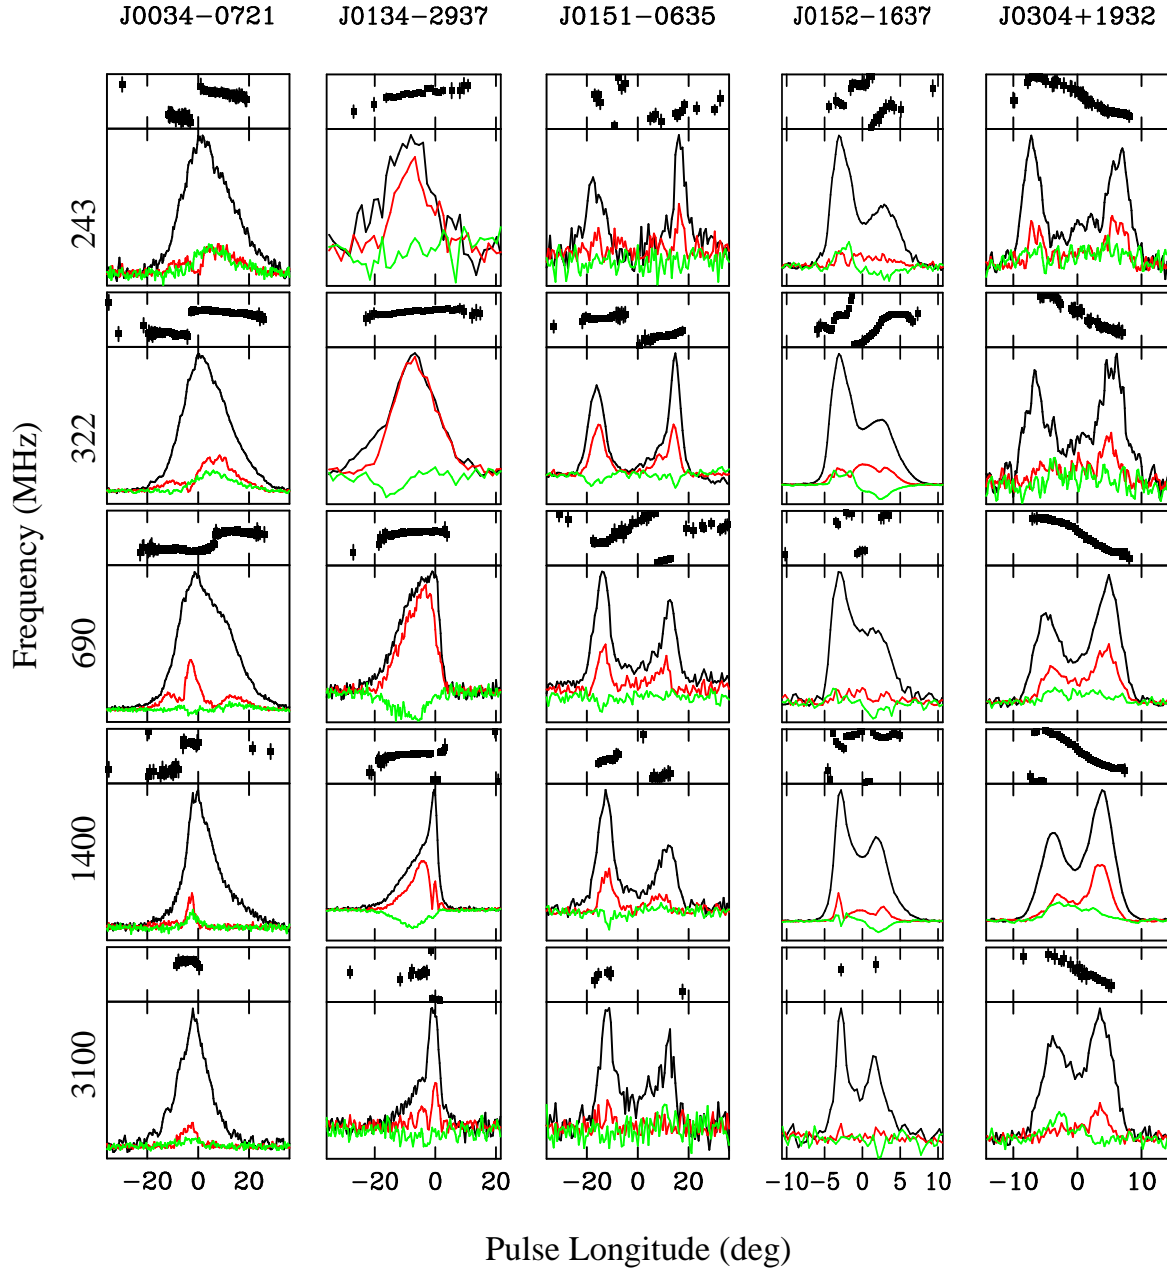 J0034−0721 J0134−2937 J0151−0635 J0152−1637 J0304+1932
243
322
690
1400
3100
Frequency (MHz)
−20 0 20 −20 0 20 −20 0 20 −10 −5 0 5 10 −10 0 10
Pulse Longitude (deg)